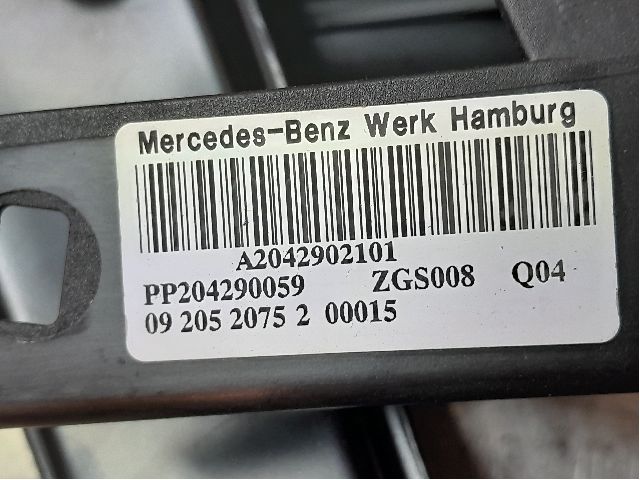 Mercedes-Benz Werk Hamburg
A2042902101
PP204290059 ZGS008 Q04
09 205 2075 2 00015